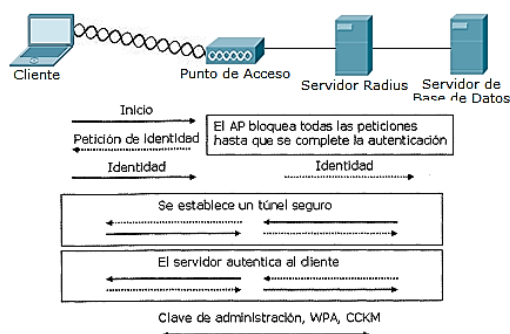 Cliente
Punto de Acceso
Servidor Radius
Servidor de
Base de Datos
Inicio
El AP bloquea todas las peticiones
hasta que se complete la autenticación
Petición de identidad
Identidad
Identidad
Se establece un túnel seguro
El servidor autentica al cliente
Clave de administración, WPA, CCKM